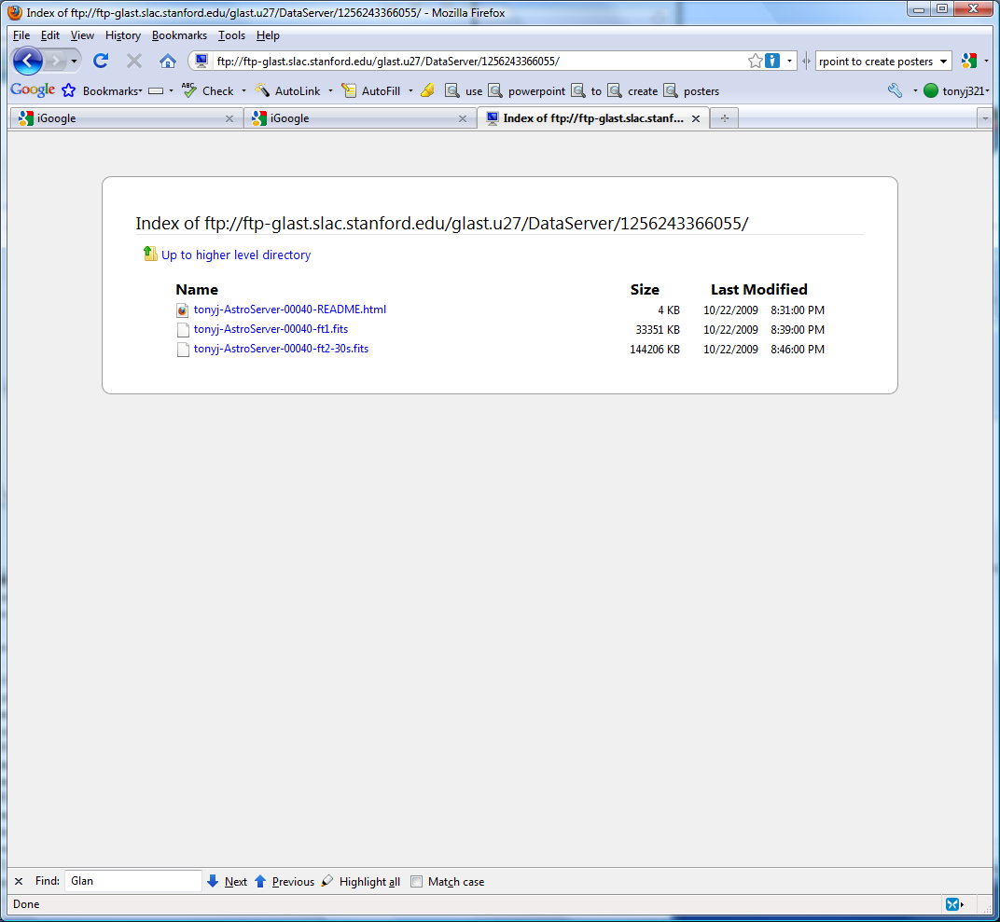 Index of ftp://ftp-glast.slac.stanford.edu/glast.u27/DataServer/1256243366055/ - Mozilla Firefox
File Edit View History Bookmarks Tools Help
ftp://ftp-glast.slac.stanford.edu/glast.u27/DataServer/1256243366055/ rpoint to create posters
Google Bookmarks ABC Check AutoLink AutoFill use powerpoint to create posters tonyj321
iGoogle iGoogle Index of ftp://ftp-glast.slac.stanf...
Index of ftp://ftp-glast.slac.stanford.edu/glast.u27/DataServer/1256243366055/
Up to higher level directory
Name Size Last Modified
tonyj-AstroServer-00040-README.html 4 KB 10/22/2009 8:31:00 PM
tonyj-AstroServer-00040-ft1.fits 33351 KB 10/22/2009 8:39:00 PM
tonyj-AstroServer-00040-ft2-30s.fits 144206 KB 10/22/2009 8:46:00 PM
Find: Glan Next Previous Highlight all Match case
Done